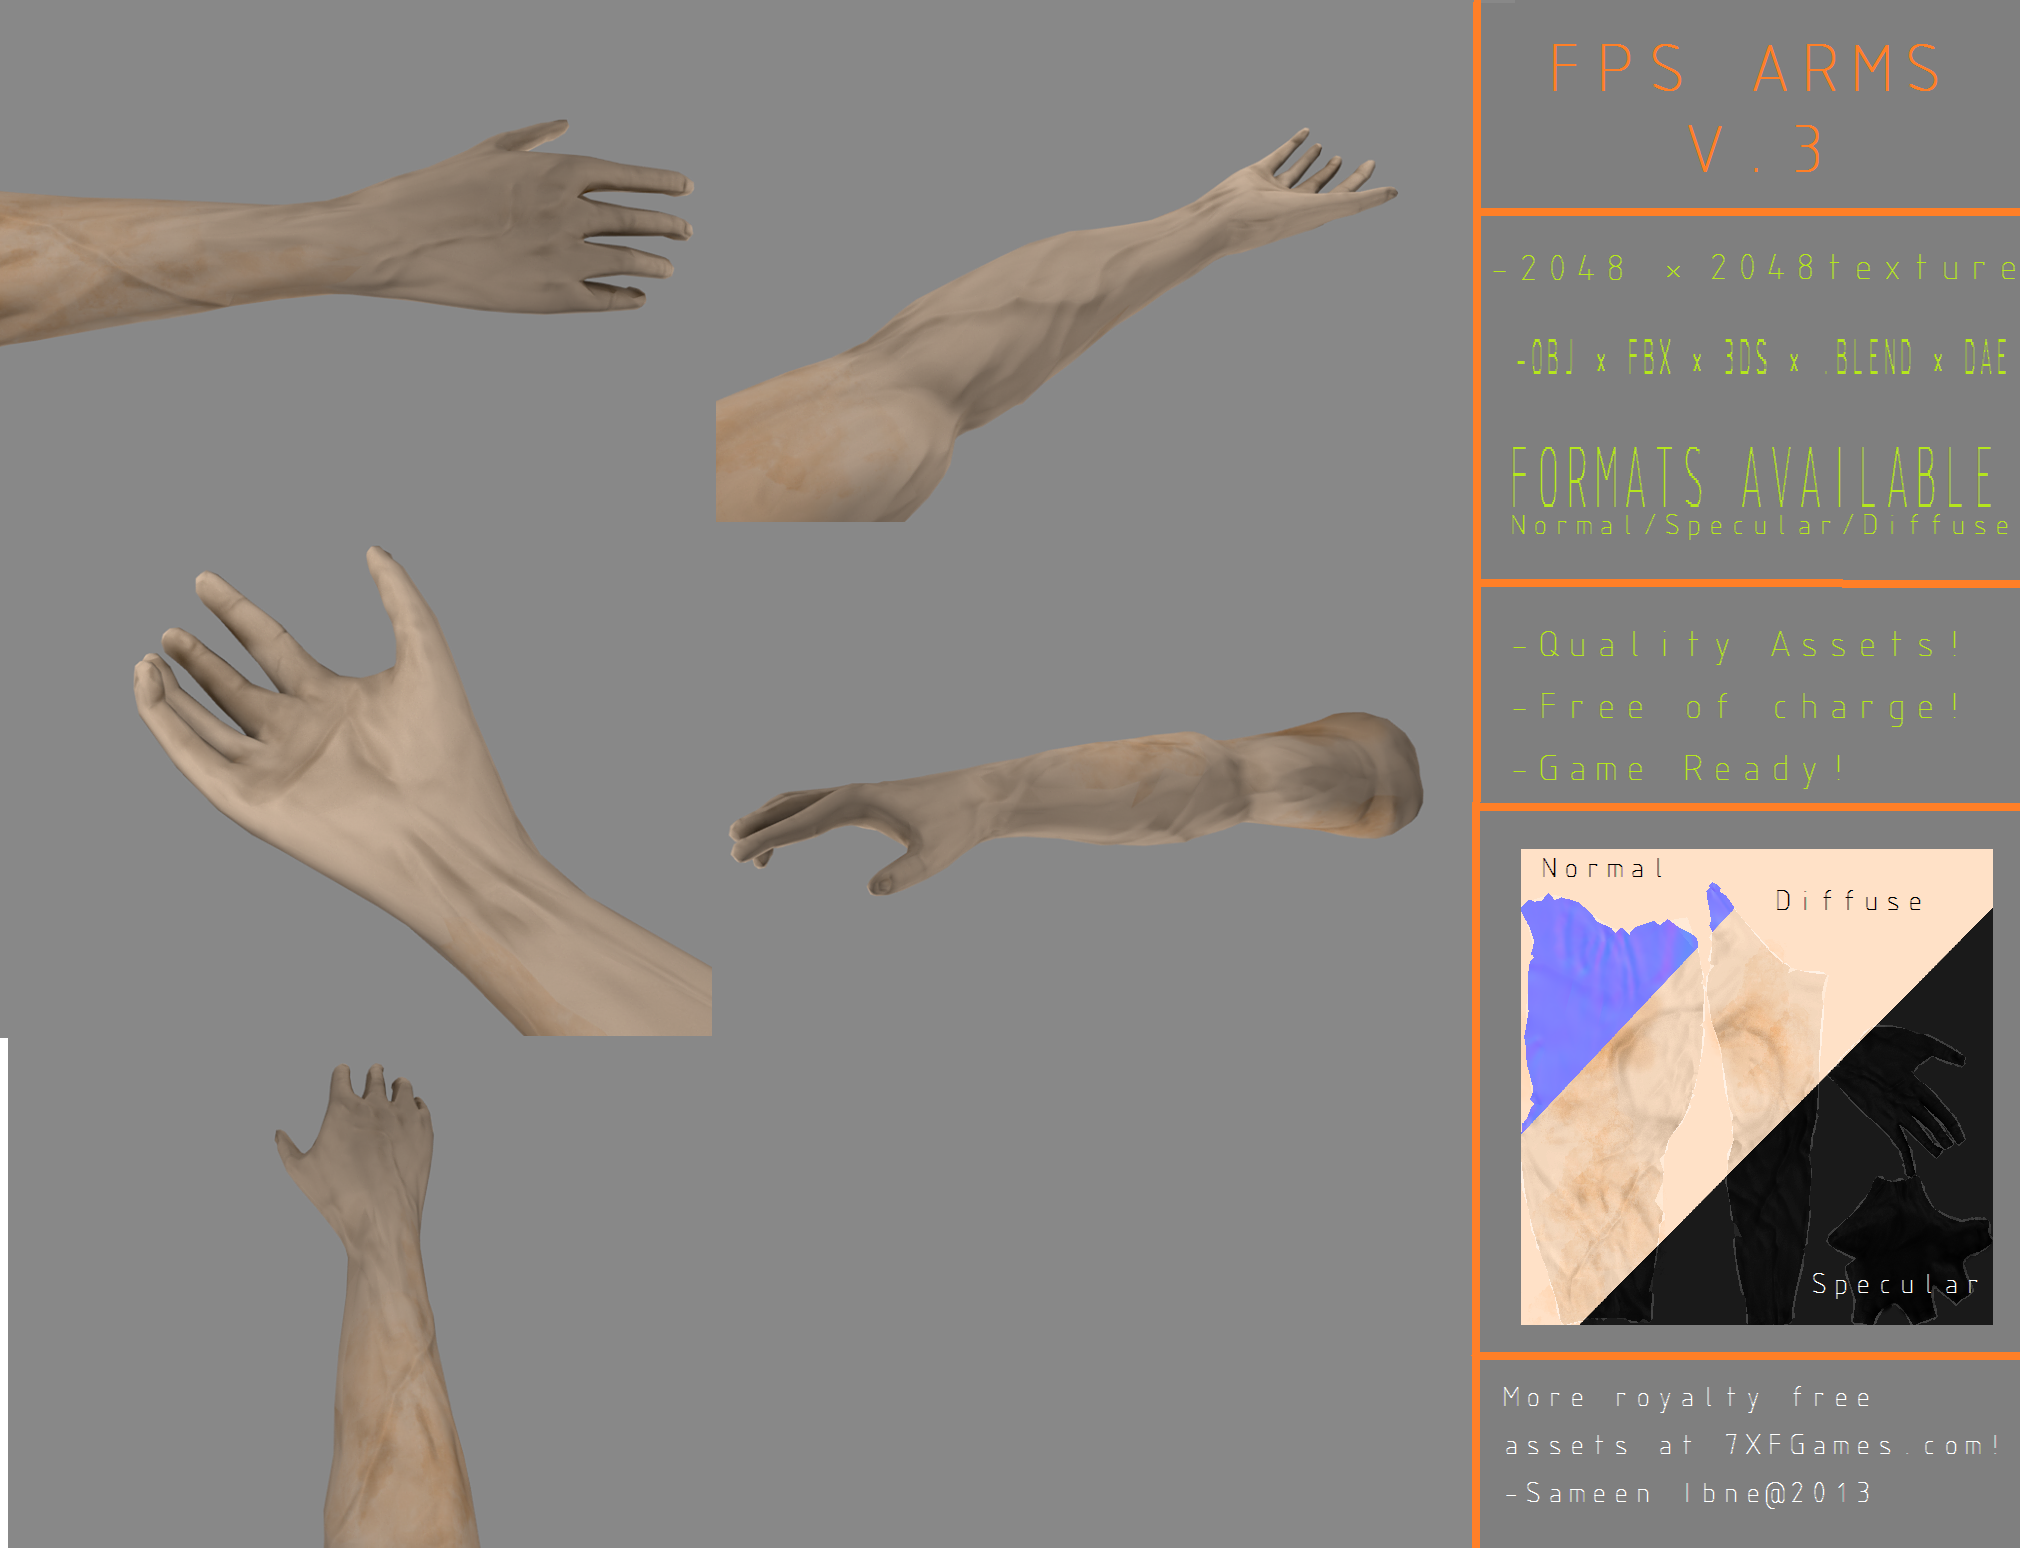 FPS ARMS
V.3
-2048 x 2048texture
-OBJ x FBX x 3DS x .BLEND x DAE
FORMATS AVAILABLE
Normal/Specular/Diffuse
-Quality Assets!
-Free of charge!
-Game Ready!
Normal
Diffuse
Specular
More royalty free
assets at 7XFGames.com!
-Sameen Ibne@2013